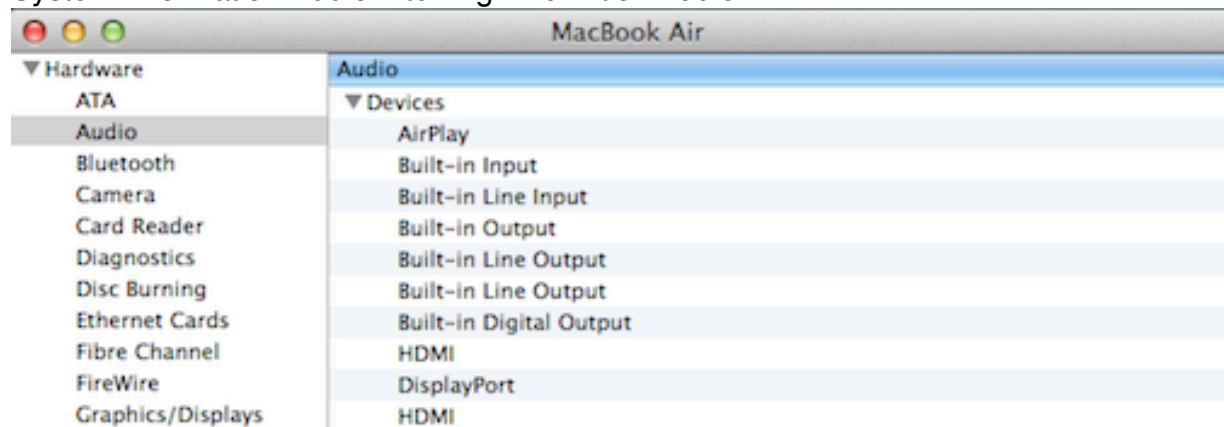 MacBook Air
▼Hardware
ATA
Audio
Bluetooth
Camera
Card Reader
Diagnostics
Disc Burning
Ethernet Cards
Fibre Channel
FireWire
Graphics/Displays
Audio
▼Devices
AirPlay
Built-in Input
Built-in Line Input
Built-in Output
Built-in Line Output
Built-in Line Output
Built-in Digital Output
HDMI
DisplayPort
HDMI